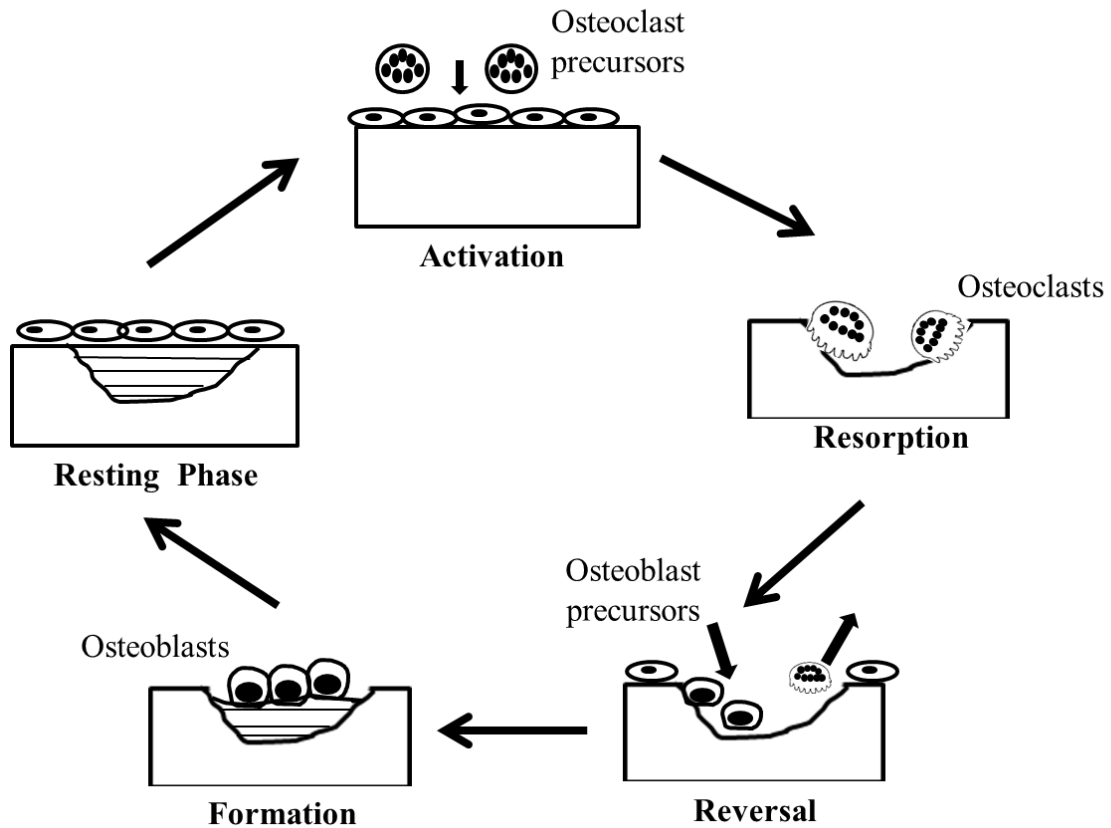 Osteoclast
precursors
Activation
Osteoclasts
Resorption
Osteoblast
precursors
Reversal
Osteoblasts
Formation
Resting Phase